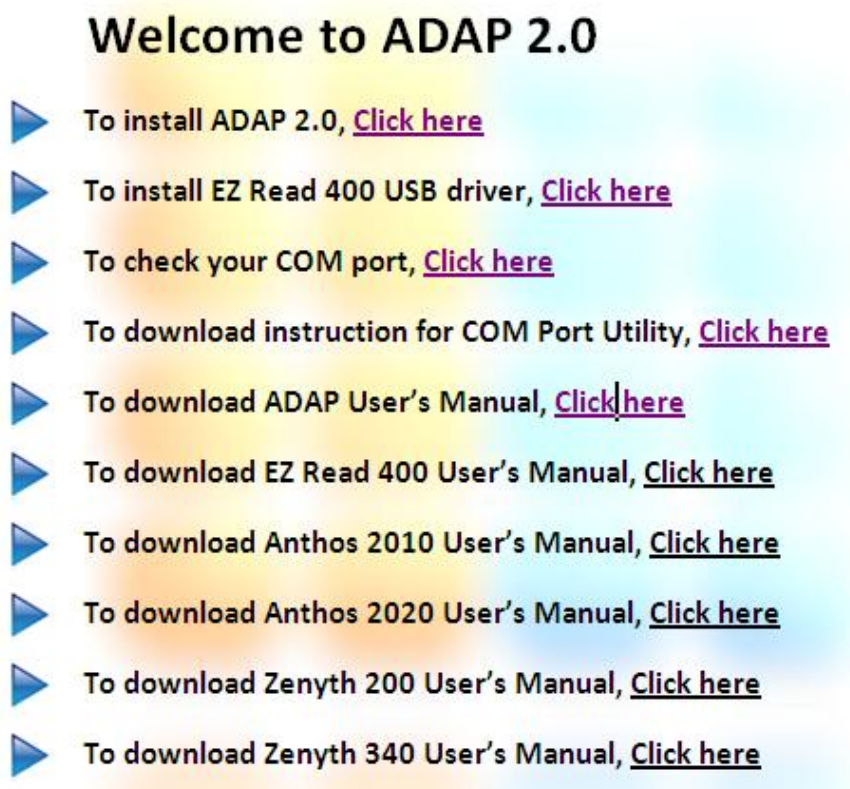 Welcome to ADAP 2.0
To install ADAP 2.0, Click here
To install EZ Read 400 USB driver, Click here
To check your COM port, Click here
To download instruction for COM Port Utility, Click here
To download ADAP User’s Manual, Click here
To download EZ Read 400 User’s Manual, Click here
To download Anthos 2010 User’s Manual, Click here
To download Anthos 2020 User’s Manual, Click here
To download Zenyth 200 User’s Manual, Click here
To download Zenyth 340 User’s Manual, Click here